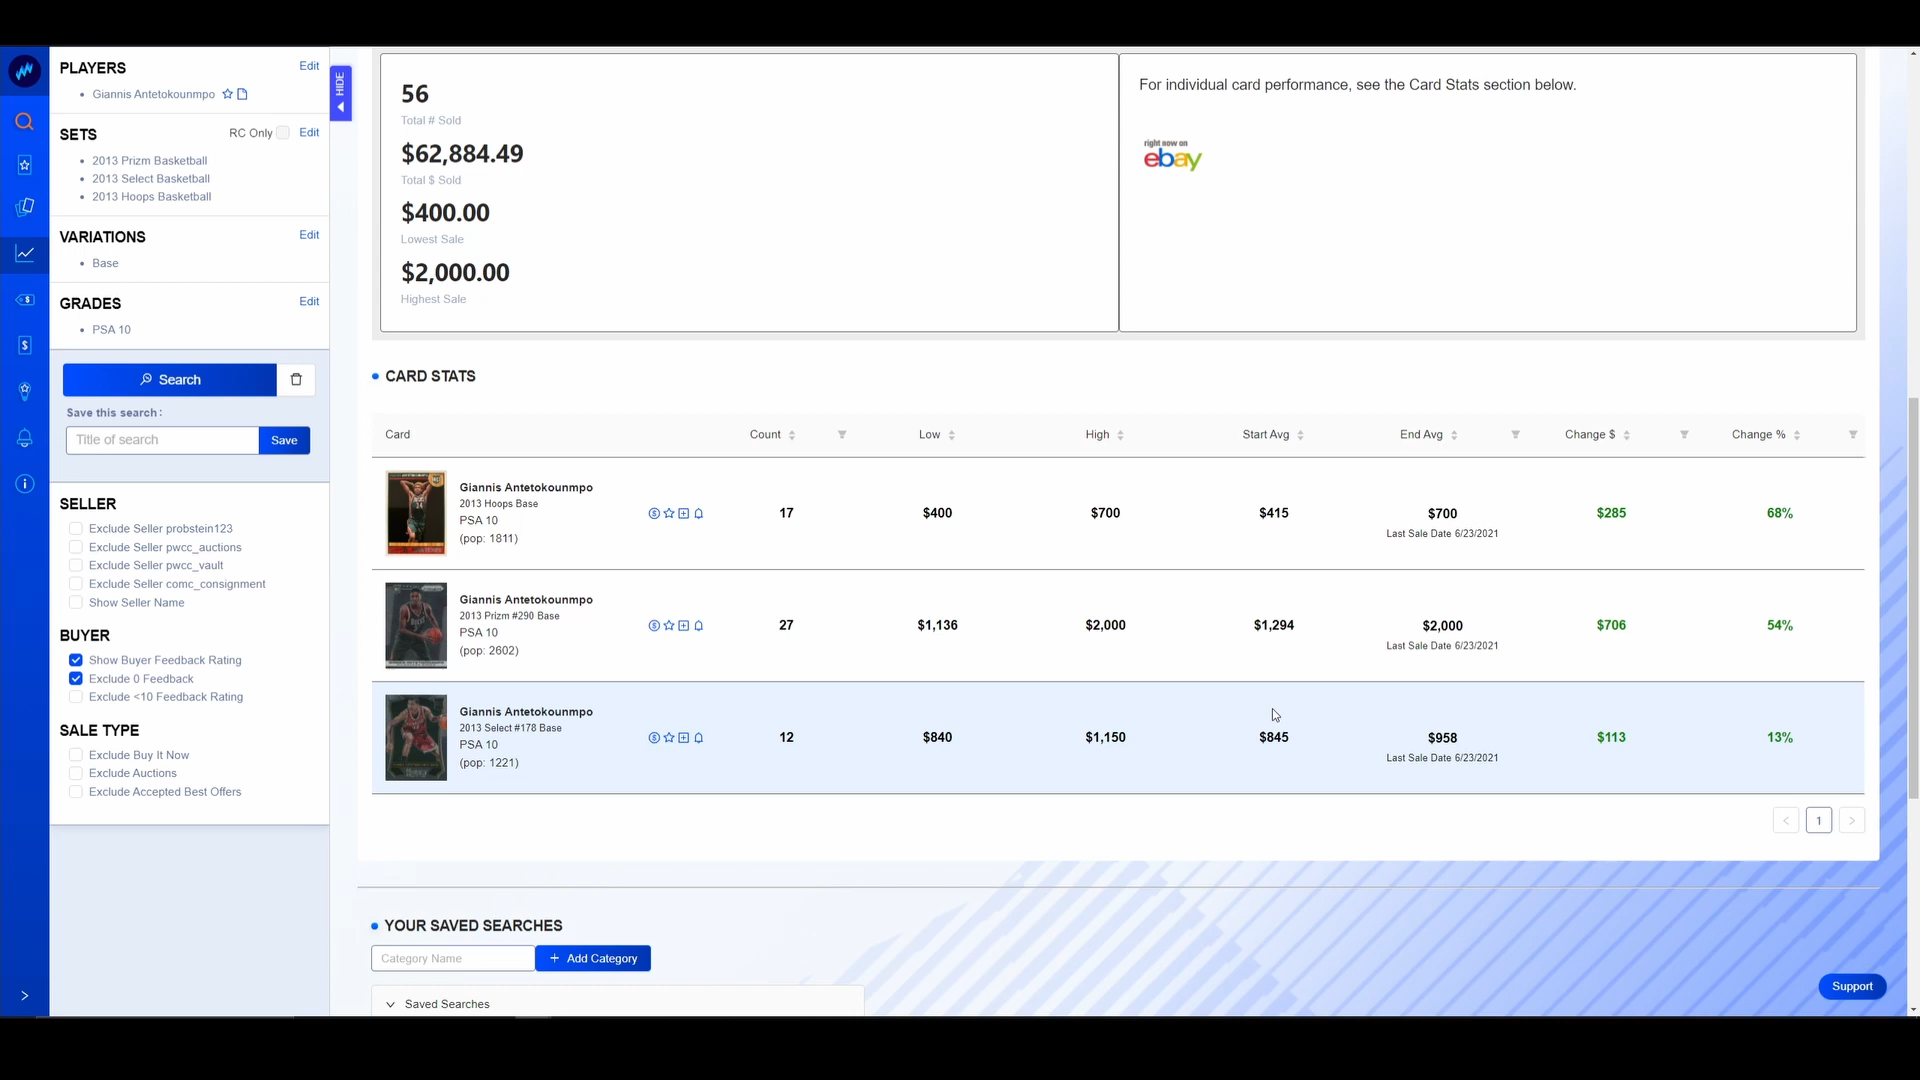 PLAYERS Edit
Giannis Antetokounmpo
SETS RC Only Edit
2013 Prizm Basketball
2013 Select Basketball
2013 Hoops Basketball
VARIATIONS Edit
Base
GRADES Edit
PSA 10
Search
Save this search:
Title of search Save
SELLER
Exclude Seller probstein123
Exclude Seller pwcc_auctions
Exclude Seller pwcc_vault
Exclude Seller comc_consignment
Show Seller Name
BUYER
Show Buyer Feedback Rating
Exclude 0 Feedback
Exclude <10 Feedback Rating
SALE TYPE
Exclude Buy It Now
Exclude Auctions
Exclude Accepted Best Offers
HIDE
56
Total # Sold
$62,884.49
Total $ Sold
$400.00
Lowest Sale
$2,000.00
Highest Sale
For individual card performance, see the Card Stats section below.
right now on
ebay
CARD STATS
Card Count Low High Start Avg End Avg Change $ Change %
Giannis Antetokounmpo
2013 Hoops Base
PSA 10
(pop: 1811)
17 $400 $700 $415 $700 $285 68%
Last Sale Date 6/23/2021
Giannis Antetokounmpo
2013 Prizm #290 Base
PSA 10
(pop: 2602)
27 $1,136 $2,000 $1,294 $2,000 $706 54%
Last Sale Date 6/23/2021
Giannis Antetokounmpo
2013 Select #178 Base
PSA 10
(pop: 1221)
12 $840 $1,150 $845 $958 $113 13%
Last Sale Date 6/23/2021
< 1 >
YOUR SAVED SEARCHES
Category Name + Add Category
Saved Searches
Support